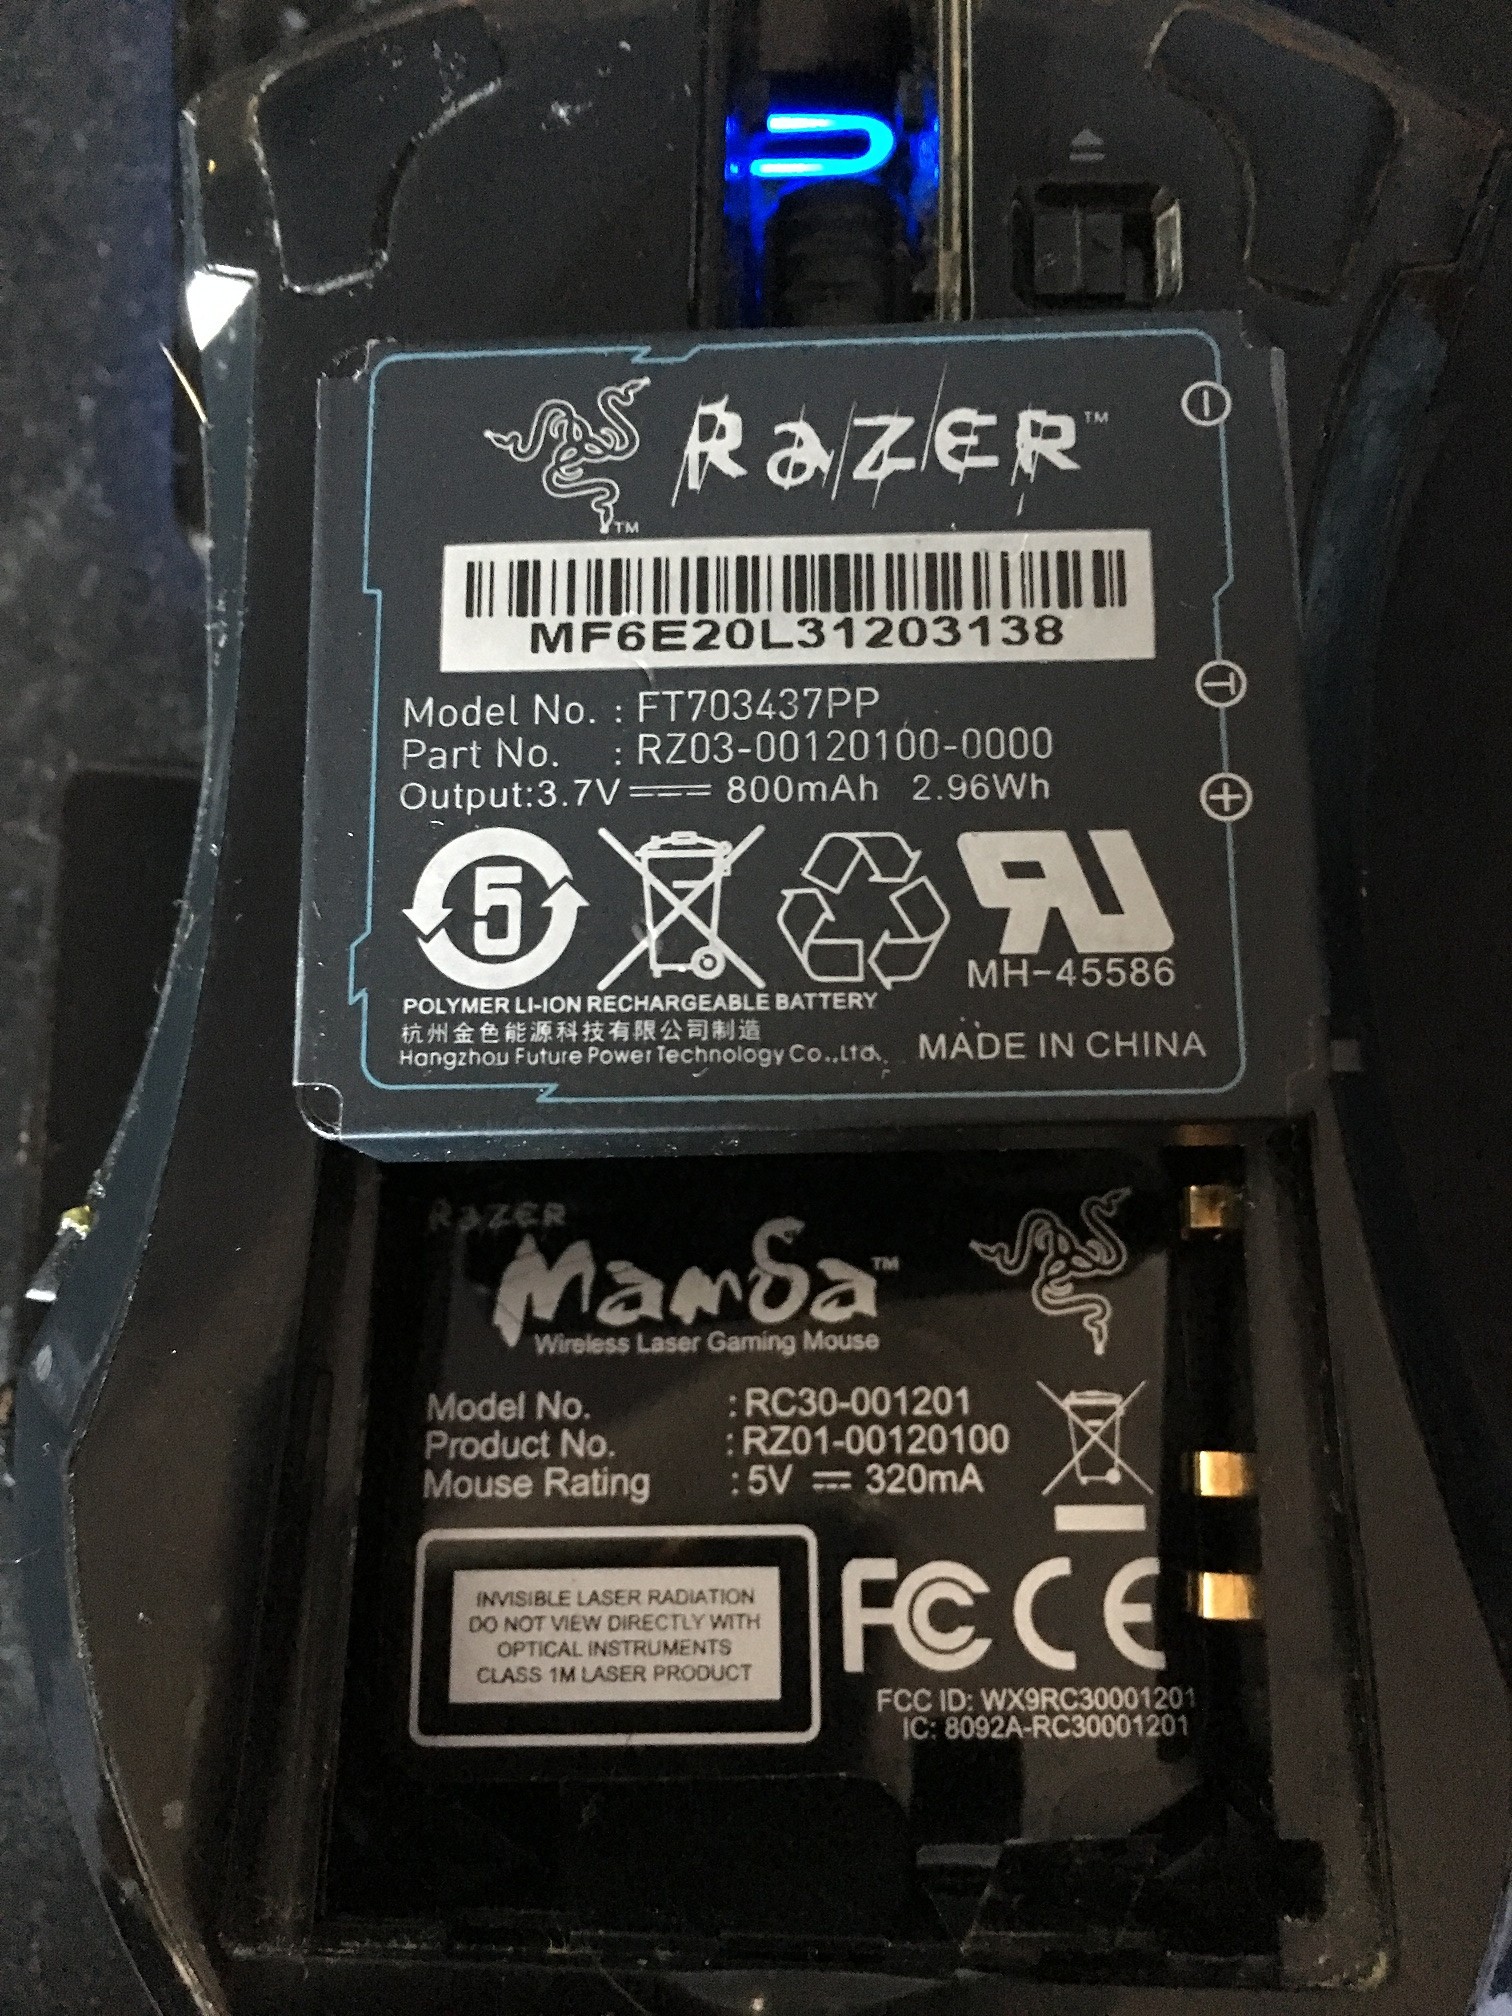 RAZER™
™
MF6E20L31203138
Model No. : FT703437PP
Part No. : RZ03-00120100-0000
Output:3.7V 800mAh 2.96Wh
5
RU
MH-45586
POLYMER LI-ION RECHARGEABLE BATTERY
杭州金色能源科技有限公司制造
Hangzhou Future Power Technology Co.,Ltd.
MADE IN CHINA
T
RAZER
Mamba™
Wireless Laser Gaming Mouse
Model No. : RC30-001201
Product No. : RZ01-00120100
Mouse Rating : 5V 320mA
INVISIBLE LASER RADIATION
DO NOT VIEW DIRECTLY WITH
OPTICAL INSTRUMENTS
CLASS 1M LASER PRODUCT
FC CE
FCC ID: WX9RC30001201
IC: 8092A-RC30001201